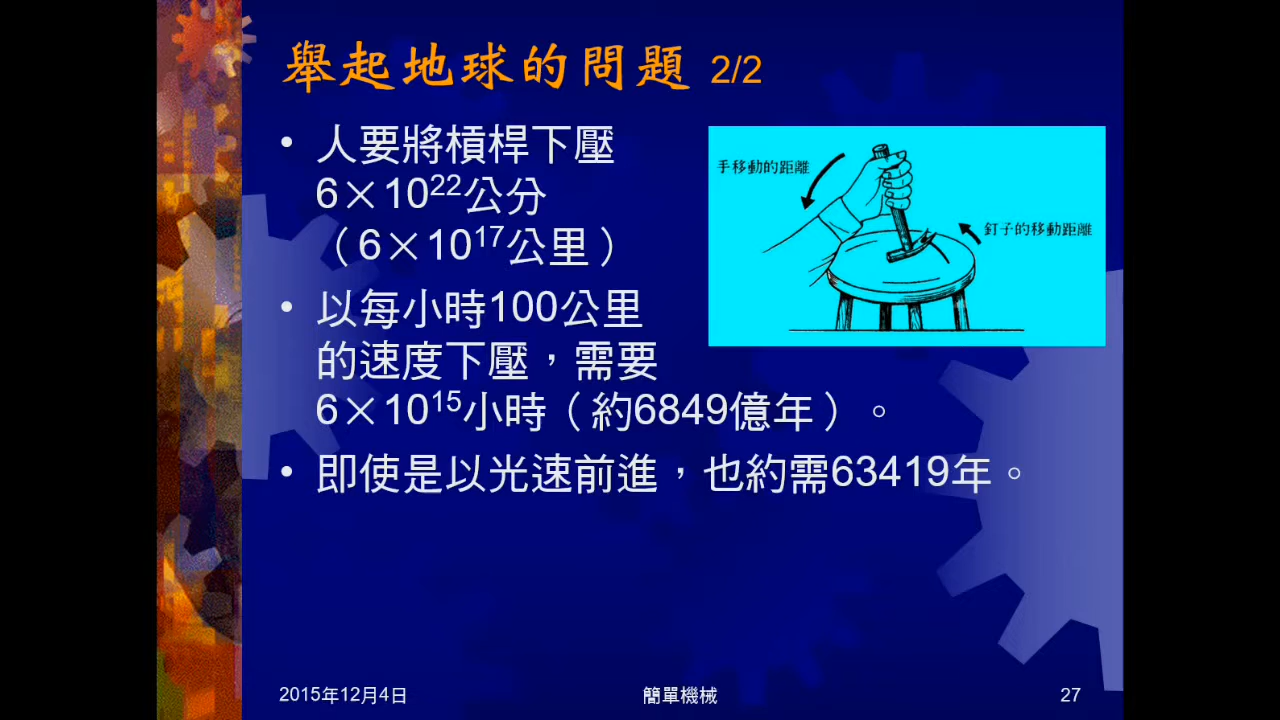 舉起地球的問題 2/2
• 人要將槓桿下壓
6×10²²公分
（6×10¹⁷公里）
• 以每小時100公里
的速度下壓，需要
6×10¹⁵小時（約6849億年）。
• 即使是以光速前進，也約需63419年。
手移動的距離
釘子的移動距離
2015年12月4日
簡單機械
27